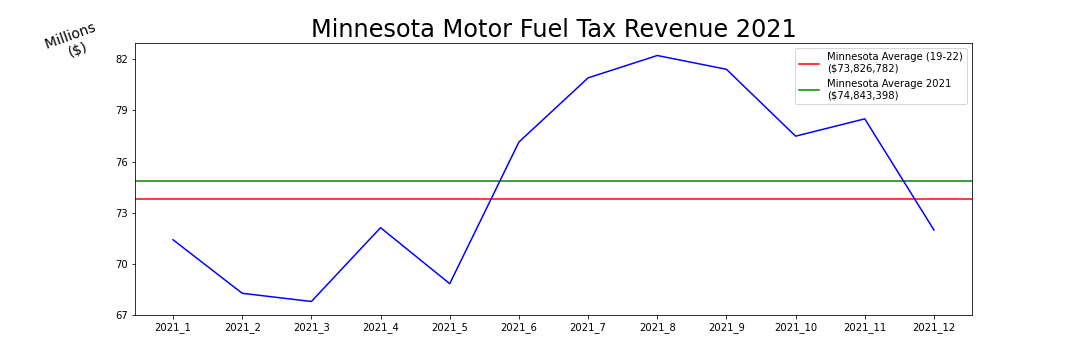 Minnesota Motor Fuel Tax Revenue 2021
Millions
($)
82
79
76
73
70
67
Minnesota Average (19-22)
($73,826,782)
Minnesota Average 2021
($74,843,398)
2021_1 2021_2 2021_3 2021_4 2021_5 2021_6 2021_7 2021_8 2021_9 2021_10 2021_11 2021_12